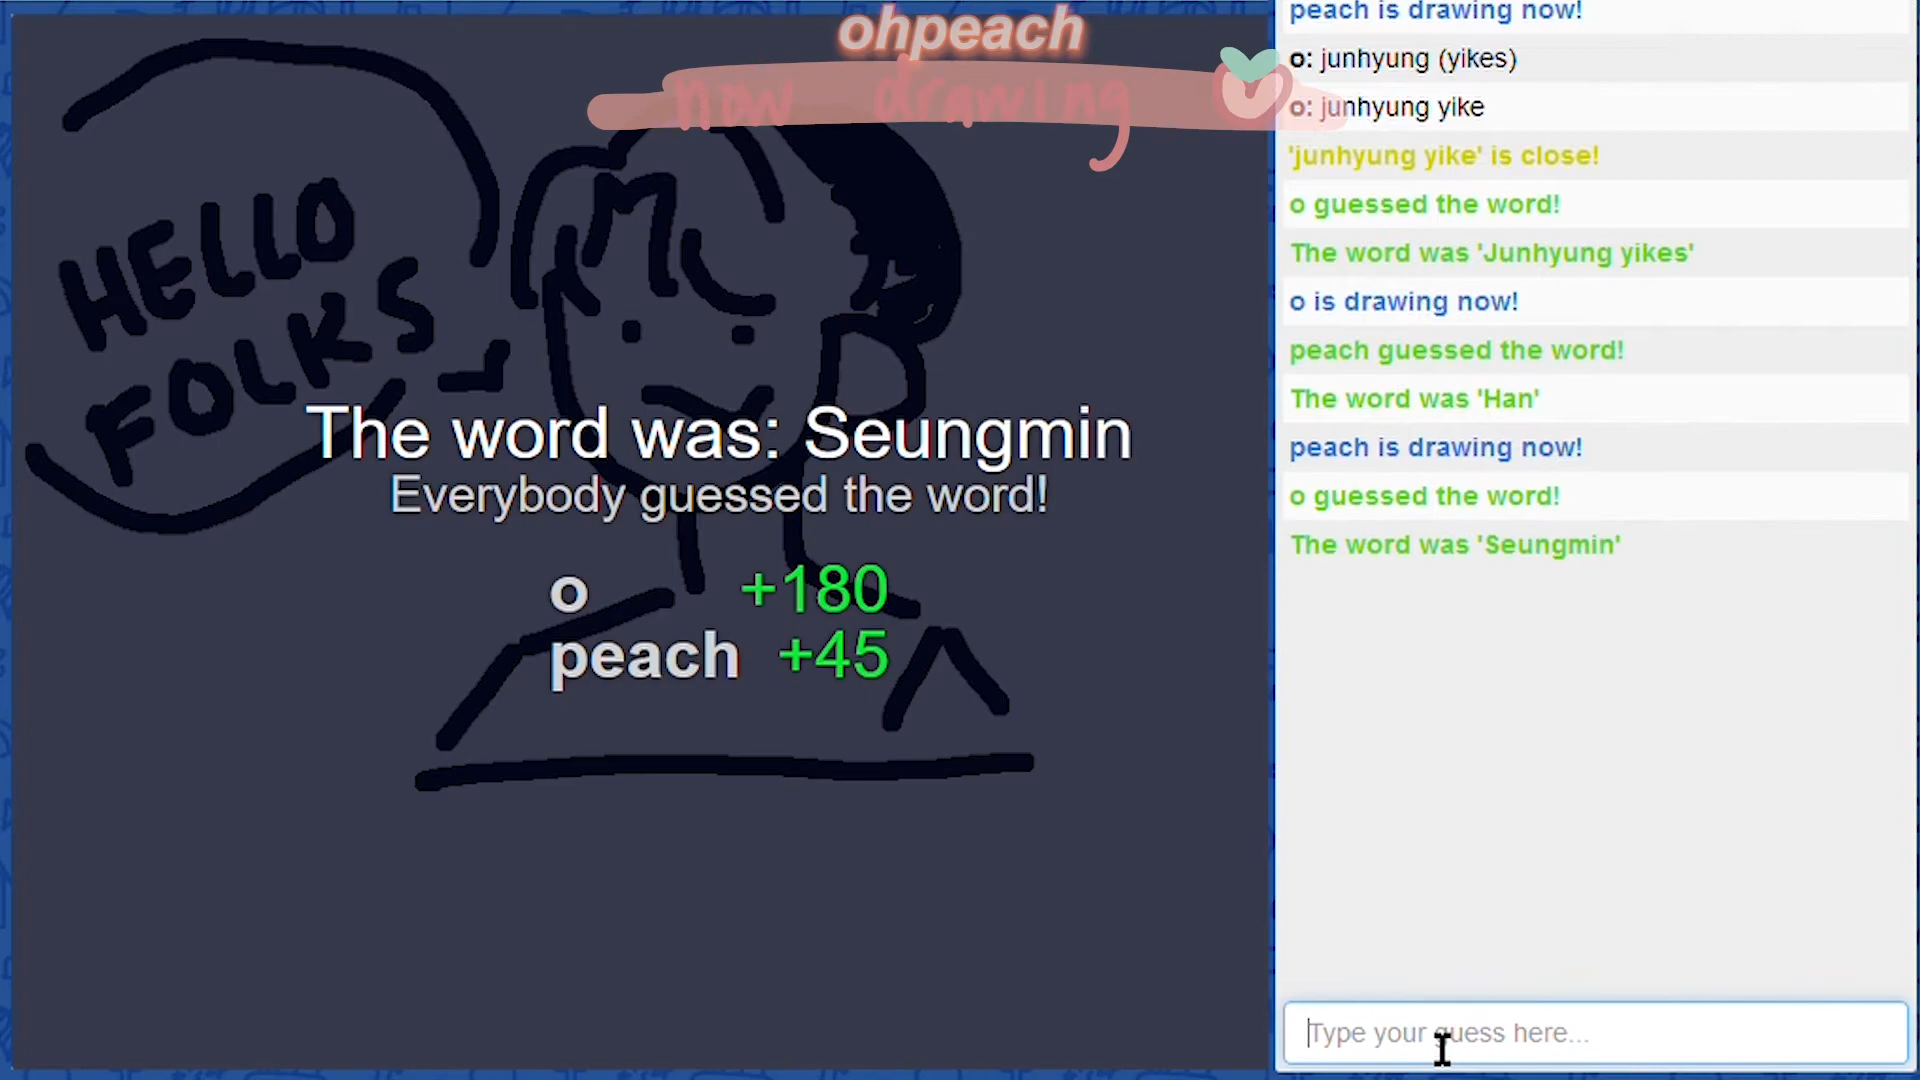 ohpeach
now drawing
HELLO
FOLKS
The word was: Seungmin
Everybody guessed the word!
o +180
peach +45
peach is drawing now!
o: junhyung (yikes)
o: junhyung yike
'junhyung yike' is close!
o guessed the word!
The word was 'Junhyung yikes'
o is drawing now!
peach guessed the word!
The word was 'Han'
peach is drawing now!
o guessed the word!
The word was 'Seungmin'
Type your guess here...